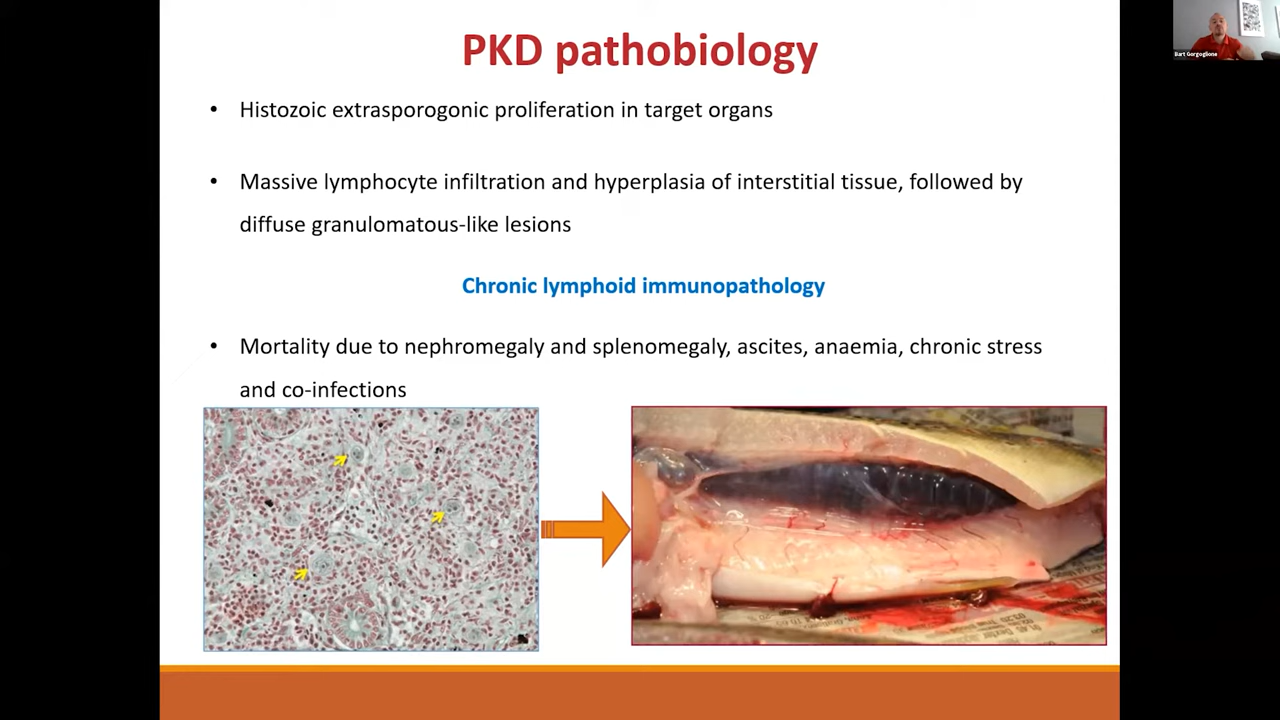 PKD pathobiology
Bart Gorgoglione
• Histozoic extrasporogonic proliferation in target organs
• Massive lymphocyte infiltration and hyperplasia of interstitial tissue, followed by
diffuse granulomatous-like lesions
Chronic lymphoid immunopathology
• Mortality due to nephromegaly and splenomegaly, ascites, anaemia, chronic stress
and co-infections